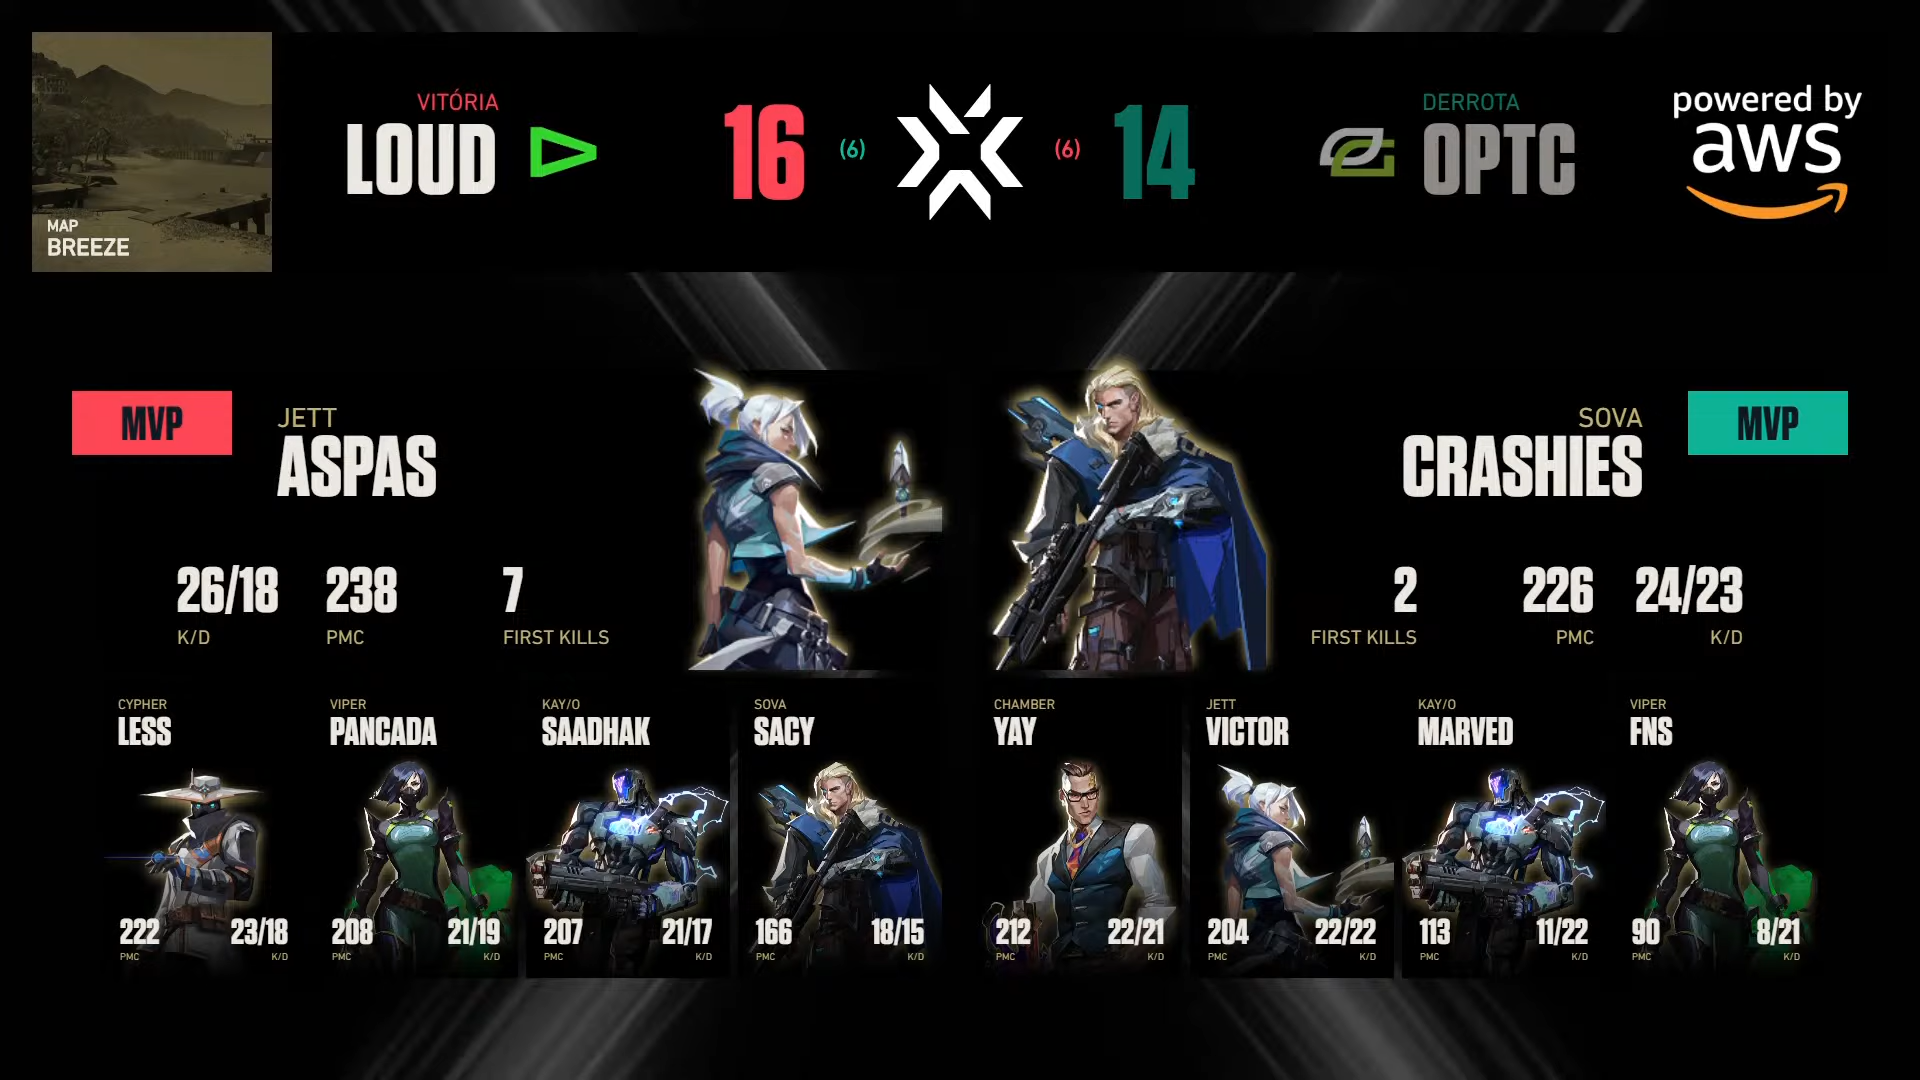 MAP
BREEZE
VITÓRIA
LOUD
16
(6)
(6)
14
DERROTA
OPTC
powered by
aws
MVP
JETT
ASPAS
26/18
K/D
238
PMC
7
FIRST KILLS
SOVA
CRASHIES
MVP
2
FIRST KILLS
226
PMC
24/23
K/D
CYPHER
LESS
222
PMC
23/18
K/D
VIPER
PANCADA
208
PMC
21/19
K/D
KAY/O
SAADHAK
207
PMC
21/17
K/D
SOVA
SACY
166
PMC
18/15
K/D
CHAMBER
YAY
212
PMC
22/21
K/D
JETT
VICTOR
204
PMC
22/22
K/D
KAY/O
MARVED
113
PMC
11/22
K/D
VIPER
FNS
90
PMC
8/21
K/D